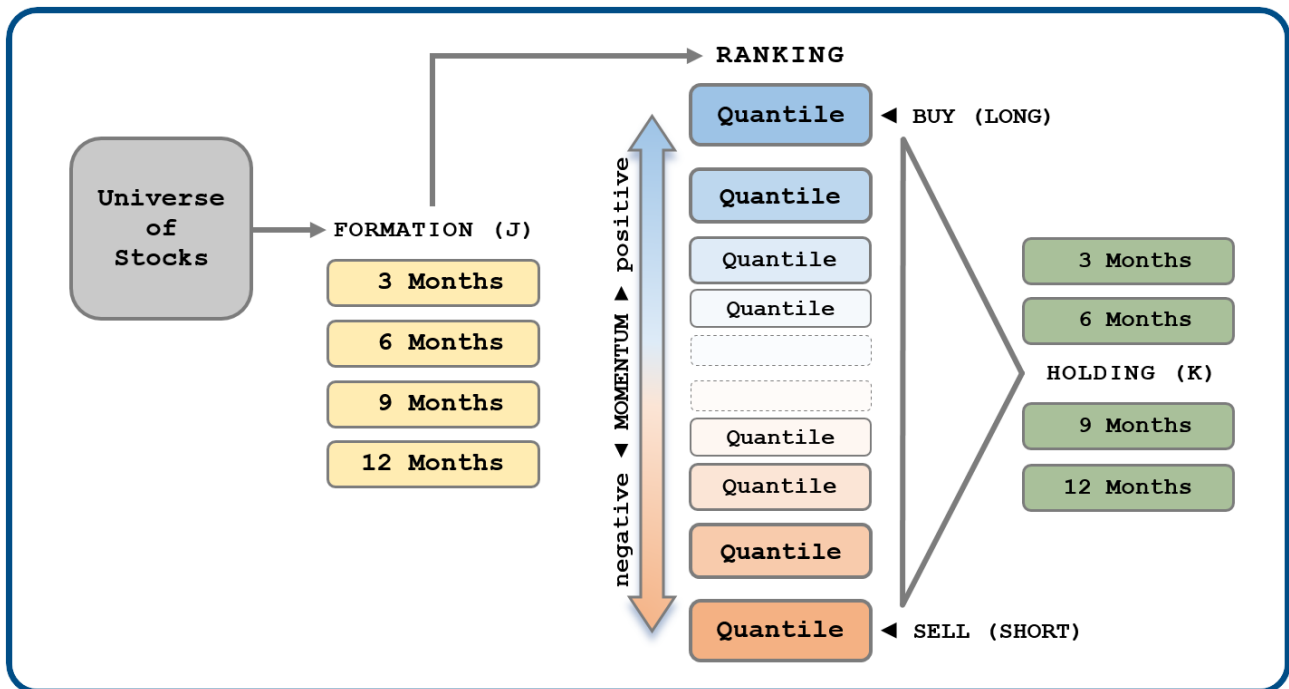 Universe
of
Stocks
FORMATION (J)
3 Months
6 Months
9 Months
12 Months
negative ◄ MOMENTUM ► positive
RANKING
Quantile
Quantile
Quantile
Quantile
Quantile
Quantile
Quantile
Quantile
◄ BUY (LONG)
◄ SELL (SHORT)
3 Months
6 Months
HOLDING (K)
9 Months
12 Months